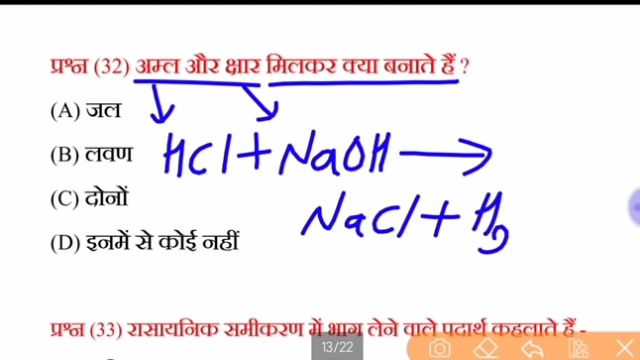 प्रश्न (32) अम्ल और क्षार मिलकर क्या बनाते हैं ?
(A) जल
(B) लवण
HCl + NaOH →
(C) दोनों
NaCl + H2
(D) इनमें से कोई नहीं
प्रश्न (33) रासायनिक समीकरण में भाग लेने वाले पदार्थ कहलाते हैं -
13/22